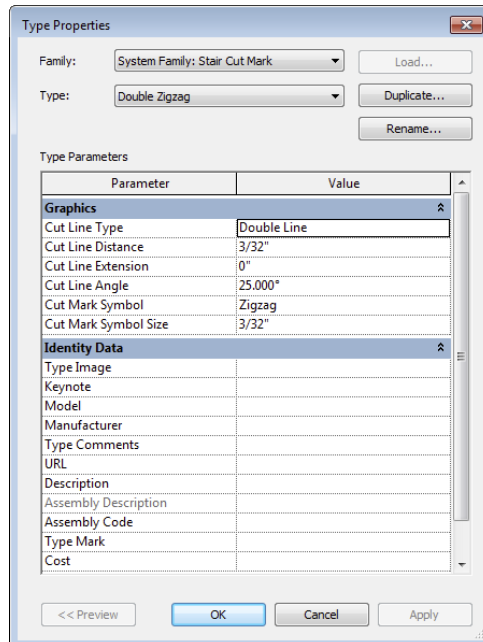 Type Properties
Family: System Family: Stair Cut Mark Load...
Type: Double Zigzag Duplicate...
Rename...
Type Parameters
Parameter Value
Graphics
Cut Line Type Double Line
Cut Line Distance 3/32"
Cut Line Extension 0"
Cut Line Angle 25.000°
Cut Mark Symbol Zigzag
Cut Mark Symbol Size 3/32"
Identity Data
Type Image
Keynote
Model
Manufacturer
Type Comments
URL
Description
Assembly Description
Assembly Code
Type Mark
Cost
<< Preview OK Cancel Apply